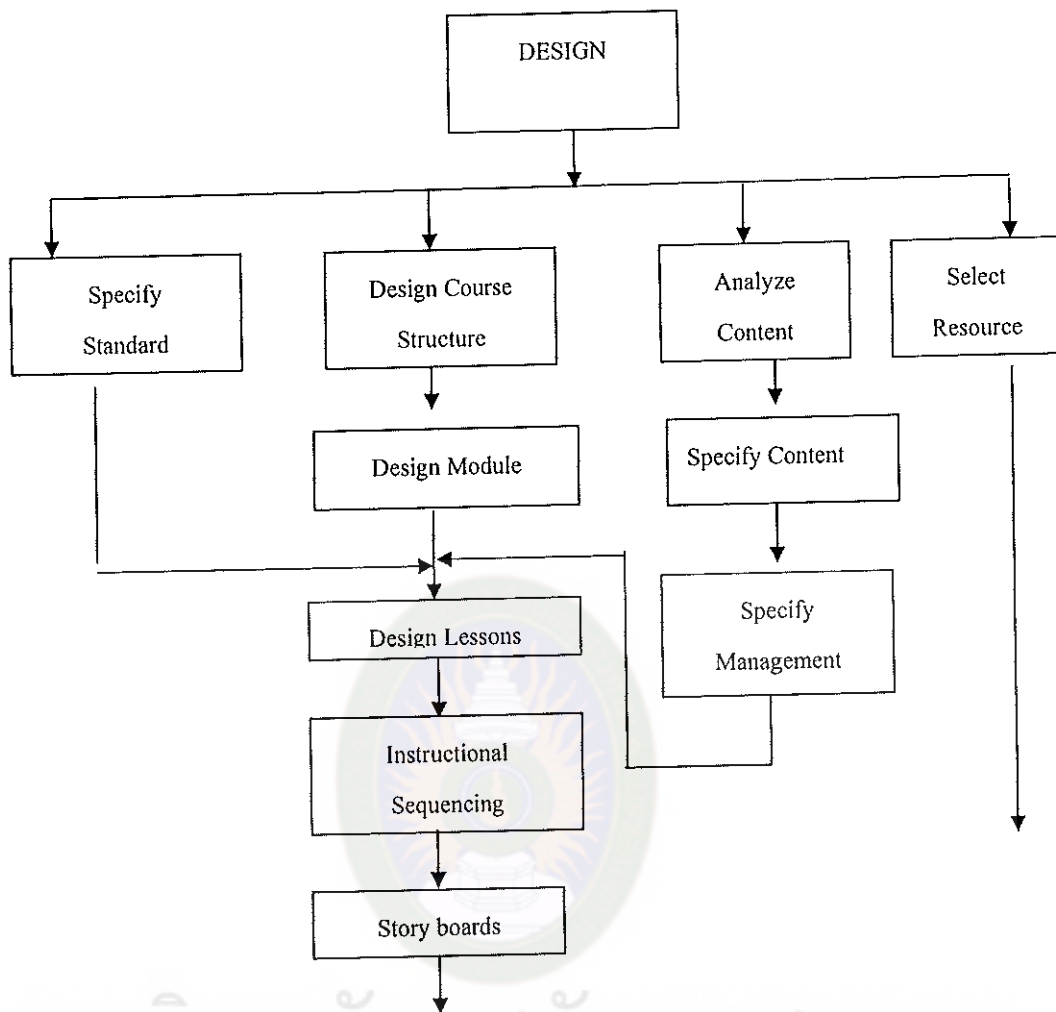 DESIGN
Specify
Standard
Design Course
Structure
Analyze
Content
Select
Resource
Design Module
Specify Content
Design Lessons
Specify
Management
Instructional
Sequencing
Story boards